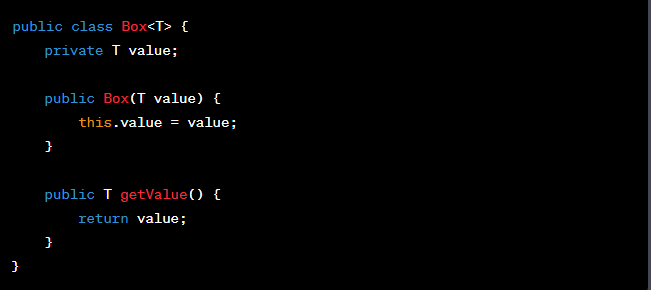 public class Box<T> {
    private T value;

    public Box(T value) {
        this.value = value;
    }

    public T getValue() {
        return value;
    }
}